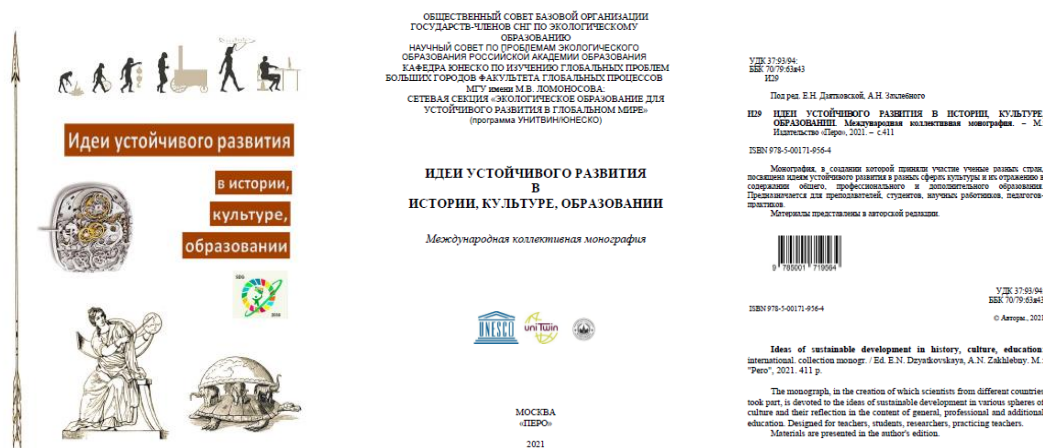 Идеи устойчивого развития
в истории,
культуре,
образовании
ОБЩЕСТВЕННЫЙ СОВЕТ БАЗОВОЙ ОРГАНИЗАЦИИ
ГОСУДАРСТВ-ЧЛЕНОВ СНГ ПО ЭКОЛОГИЧЕСКОМУ
ОБРАЗОВАНИЮ
НАУЧНЫЙ СОВЕТ ПО ПРОБЛЕМАМ ЭКОЛОГИЧЕСКОГО
ОБРАЗОВАНИЯ РОССИЙСКОЙ АКАДЕМИИ ОБРАЗОВАНИЯ
КАФЕДРА ЮНЕСКО ПО ИЗУЧЕНИЮ ГЛОБАЛЬНЫХ ПРОБЛЕМ
БОЛЬШИХ ГОРОДОВ ФАКУЛЬТЕТА ГЛОБАЛЬНЫХ ПРОЦЕССОВ
МГУ имени М.В. ЛОМОНОСОВА:
СЕТЕВАЯ СЕКЦИЯ «ЭКОЛОГИЧЕСКОЕ ОБРАЗОВАНИЕ ДЛЯ
УСТОЙЧИВОГО РАЗВИТИЯ В ГЛОБАЛЬНОМ МИРЕ»
(программа УНИТВИН/ЮНЕСКО)
ИДЕИ УСТОЙЧИВОГО РАЗВИТИЯ
В
ИСТОРИИ, КУЛЬТУРЕ, ОБРАЗОВАНИИ
Международная коллективная монография
UNESCO
uniTwin
МОСКВА
«ПЕРО»
2021
УДК 37:93/94:
ББК 70/79:63я43
И29
Под ред. Е.Н. Дзятковской, А.Н. Захлебного
И29 ИДЕИ УСТОЙЧИВОГО РАЗВИТИЯ В ИСТОРИИ, КУЛЬТУРЕ
ОБРАЗОВАНИИ. Международная коллективная монография. – М.
Издательство «Перо», 2021. – с.411
ISBN 978-5-00171-956-4
Монография, в создании которой приняли участие ученые разных стран,
посвящена идеям устойчивого развития в разных сферах культуры и их отражению в
содержании общего, профессионального и дополнительного образования.
Предназначается для преподавателей, студентов, научных работников, педагогов-
практиков.
Материалы представлены в авторской редакции.
9 785001 719564
УДК 37:93/94
ББК 70/79:63я43
ISBN 978-5-00171-956-4
© Авторы, 2021
Ideas of sustainable development in history, culture, education:
international. collection monogr. / Ed. E.N. Dzyatkovskaya, A.N. Zakhlebny. M.:
"Pero", 2021. 411 p.
The monograph, in the creation of which scientists from different countries
took part, is devoted to the ideas of sustainable development in various spheres of
culture and their reflection in the content of general, professional and additional
education. Designed for teachers, students, researchers, practicing teachers.
Materials are presented in the author's edition.